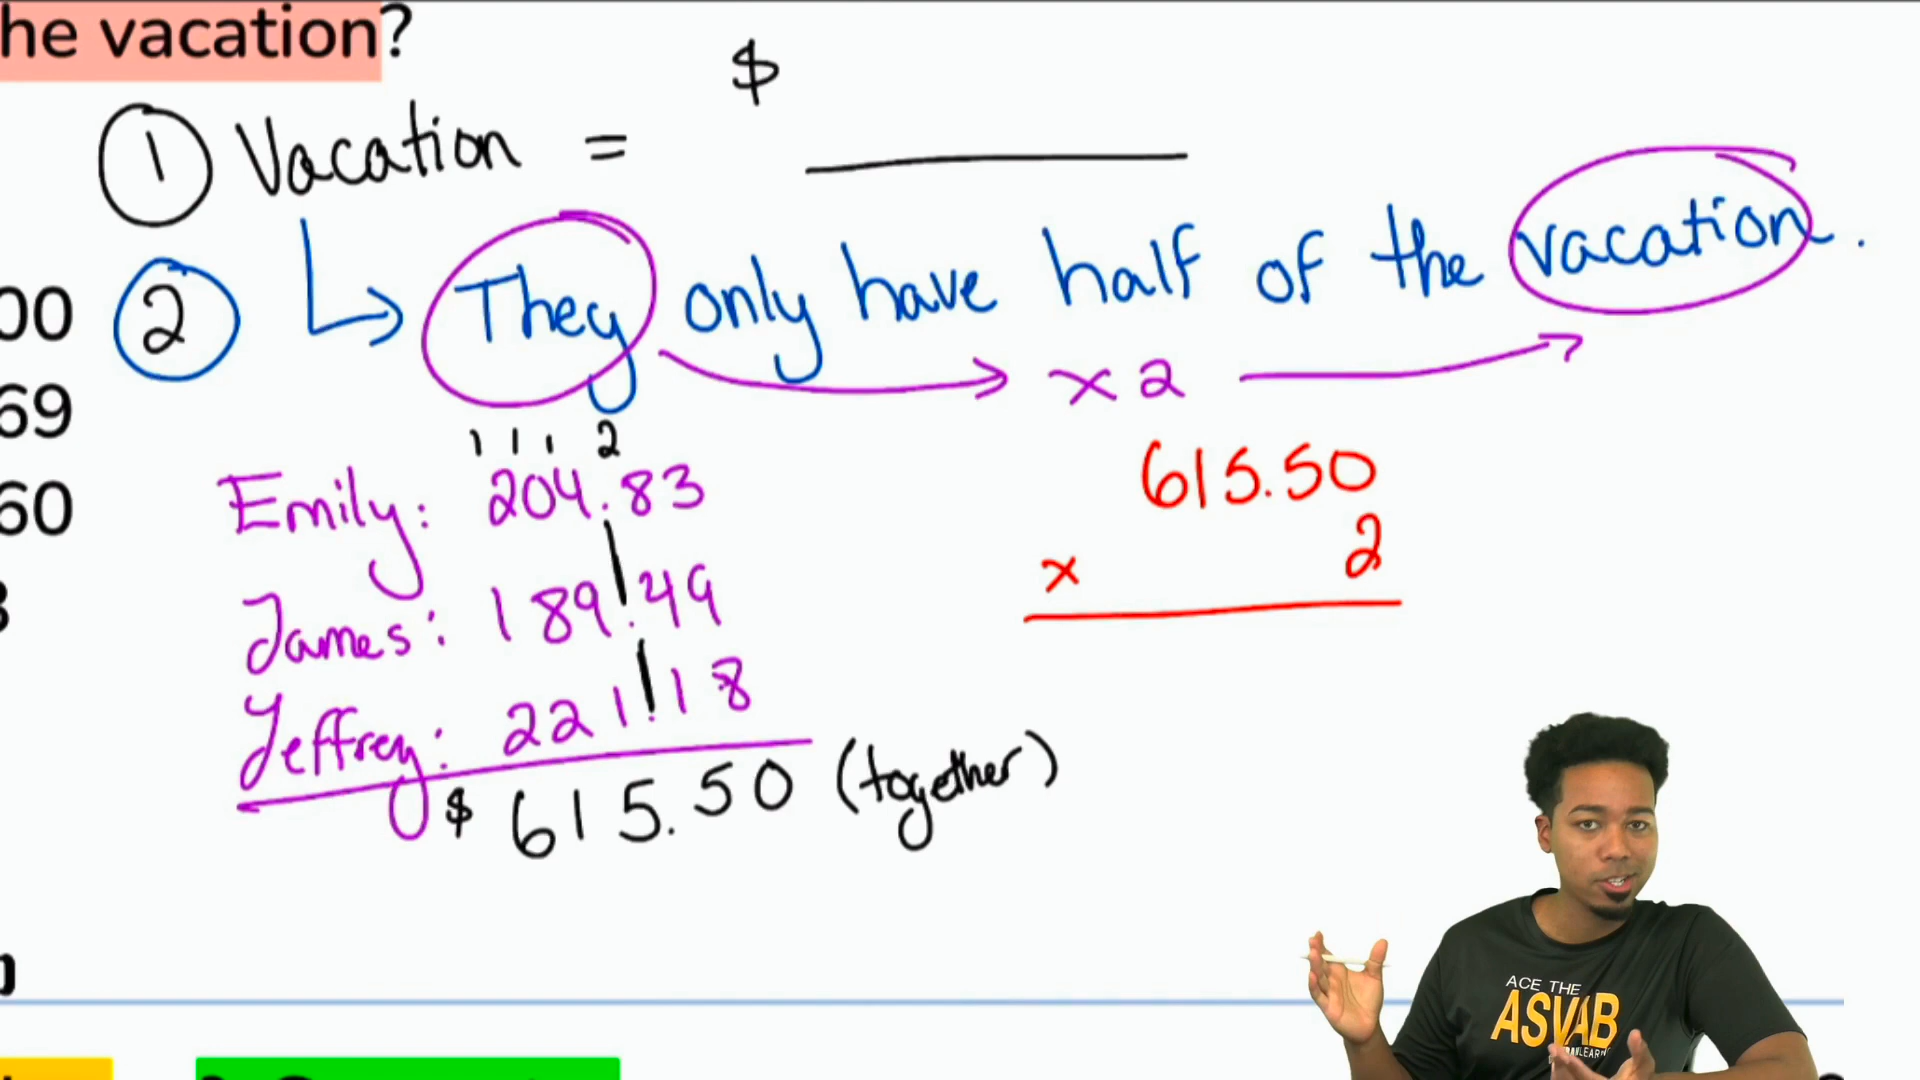 he vacation?
$
1 Vacation =
2 They only have half of the vacation.
x 2
00
69
60
1 1 1 2
Emily: 204.83
James: 189.49
Jeffrey: 221.18
$ 615.50 (together)
615.50
x 2
ACE THE
ASVAB